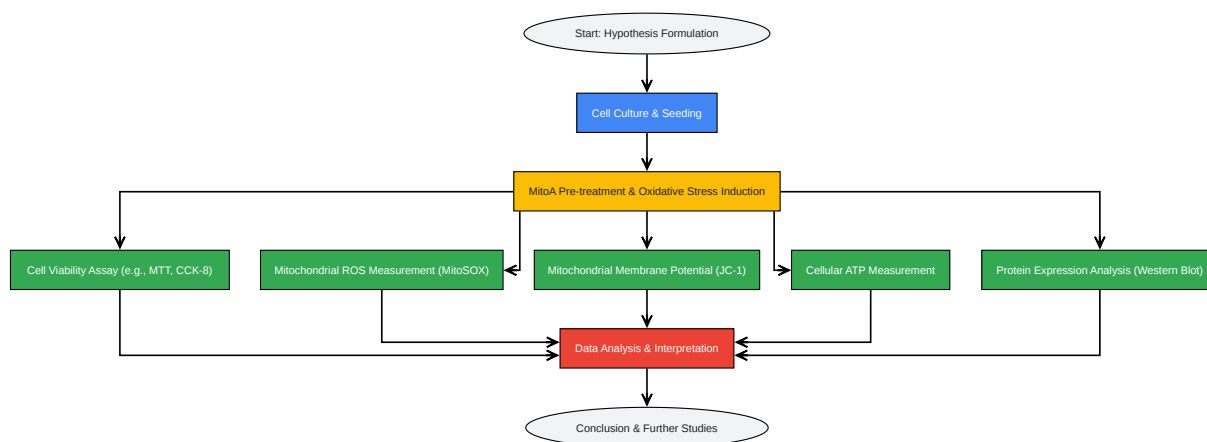 Start: Hypothesis Formulation
Cell Culture & Seeding
MitoA Pre-treatment & Oxidative Stress Induction
Cell Viability Assay (e.g., MTT, CCK-8)
Mitochondrial ROS Measurement (MitoSOX)
Mitochondrial Membrane Potential (JC-1)
Cellular ATP Measurement
Protein Expression Analysis (Western Blot)
Data Analysis & Interpretation
Conclusion & Further Studies